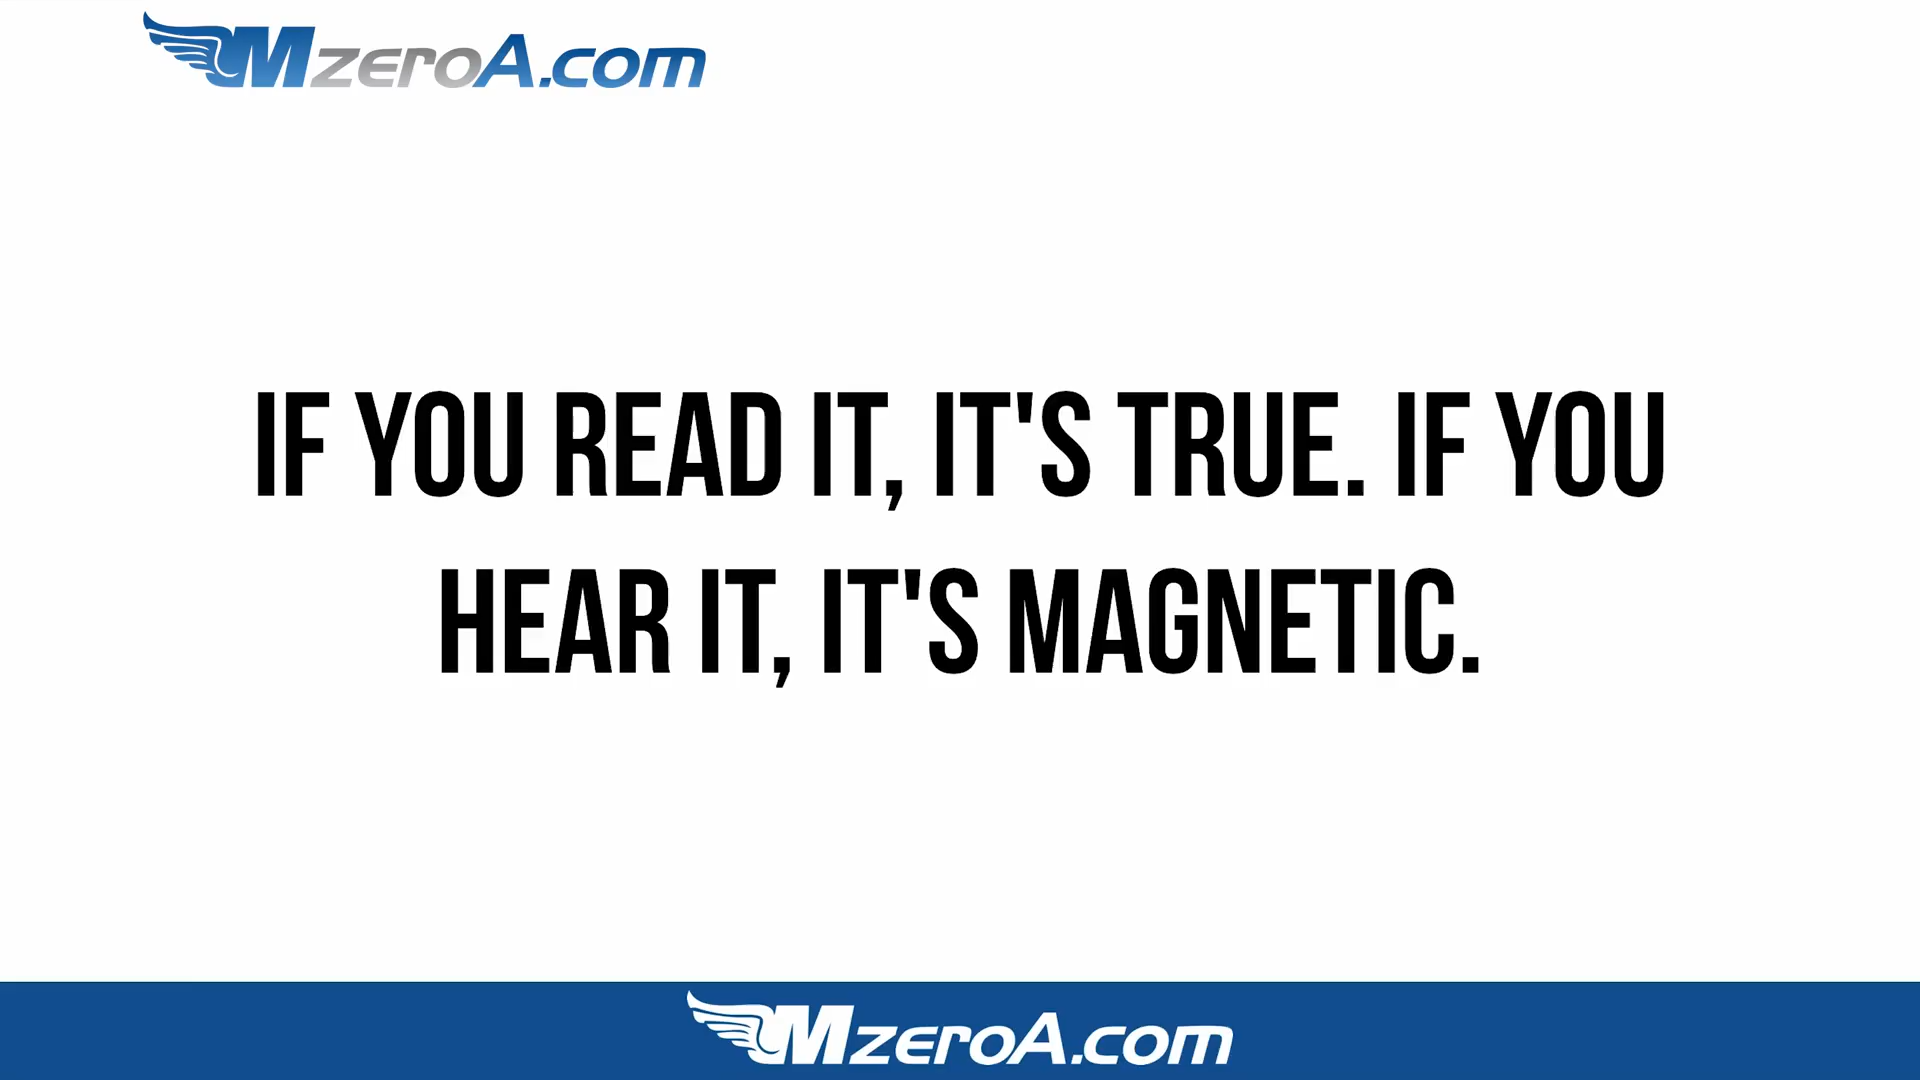 MzeroA.com
IF YOU READ IT, IT'S TRUE. IF YOU
HEAR IT, IT'S MAGNETIC.
MzeroA.com